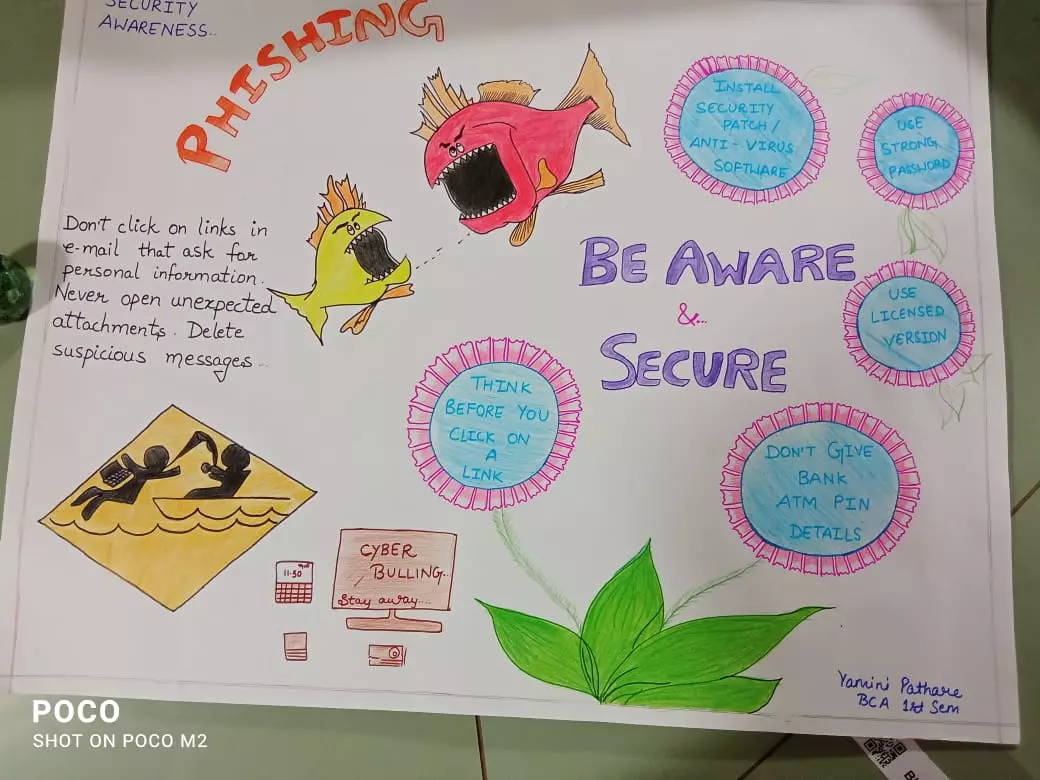 SECURITY
AWARENESS..
PHISHING
Don't click on links in
e-mail that ask for
personal information.
Never open unexpected
attachments. Delete
suspicious messages...
INSTALL
SECURITY
PATCH /
ANTI-VIRUS
SOFTWARE
USE
STRONG
PASSWORD
BE AWARE
&..
SECURE
USE
LICENSED
VERSION
THINK
BEFORE YOU
CLICK ON
A
LINK
DON'T GIVE
BANK
ATM PIN
DETAILS
11:30
CYBER
BULLING..
Stay away....
Yamini Pathare
BCA 1st Sem
POCO
SHOT ON POCO M2